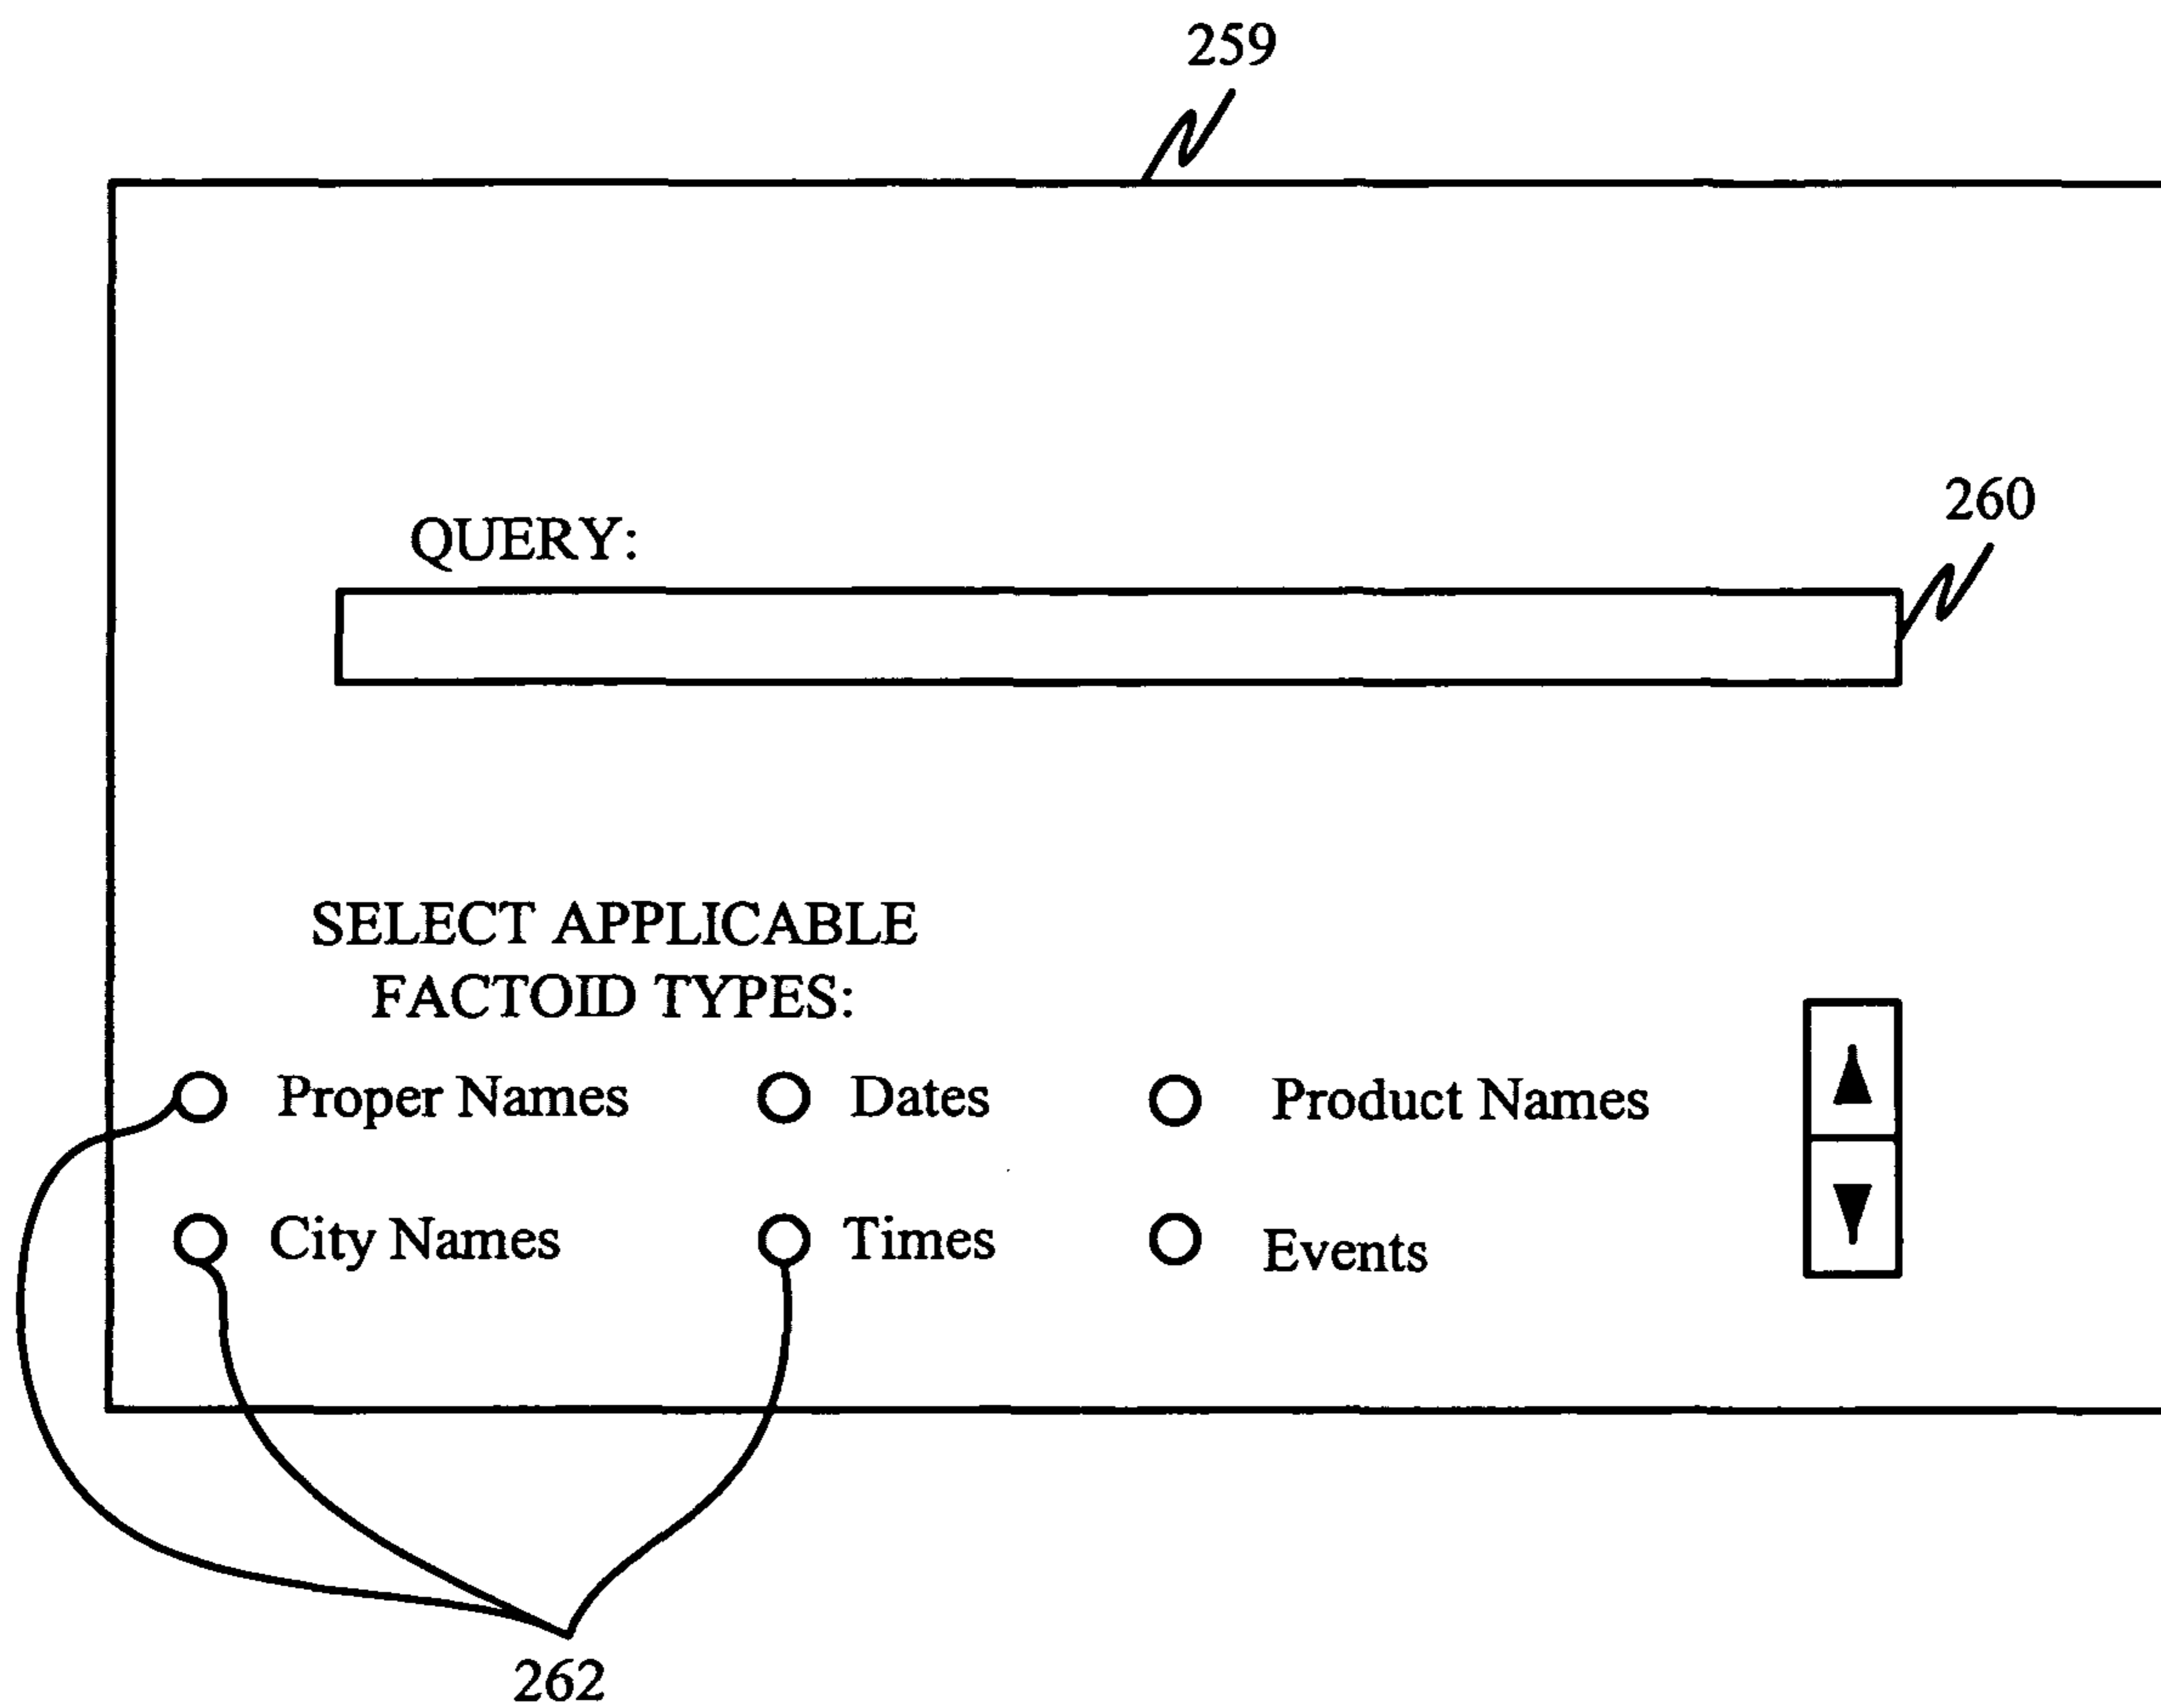 259
260
QUERY:
SELECT APPLICABLE
FACTOID TYPES:
Proper Names Dates Product Names
City Names Times Events
262